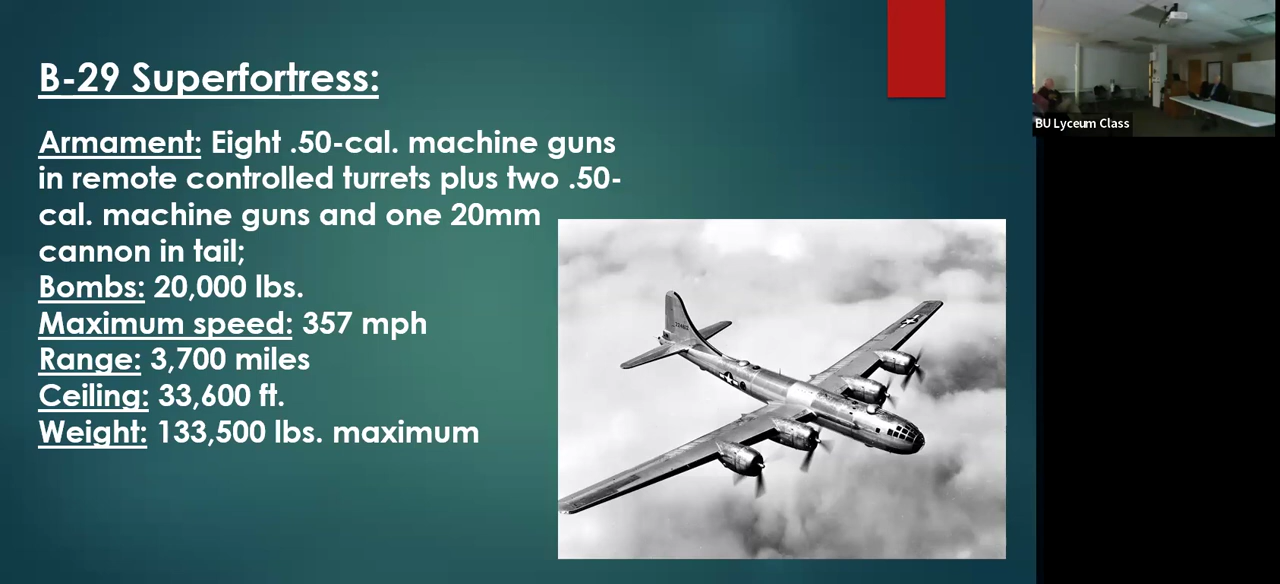 B-29 Superfortress:
Armament: Eight .50-cal. machine guns
in remote controlled turrets plus two .50-
cal. machine guns and one 20mm
cannon in tail;
Bombs: 20,000 lbs.
Maximum speed: 357 mph
Range: 3,700 miles
Ceiling: 33,600 ft.
Weight: 133,500 lbs. maximum
BU Lyceum Class